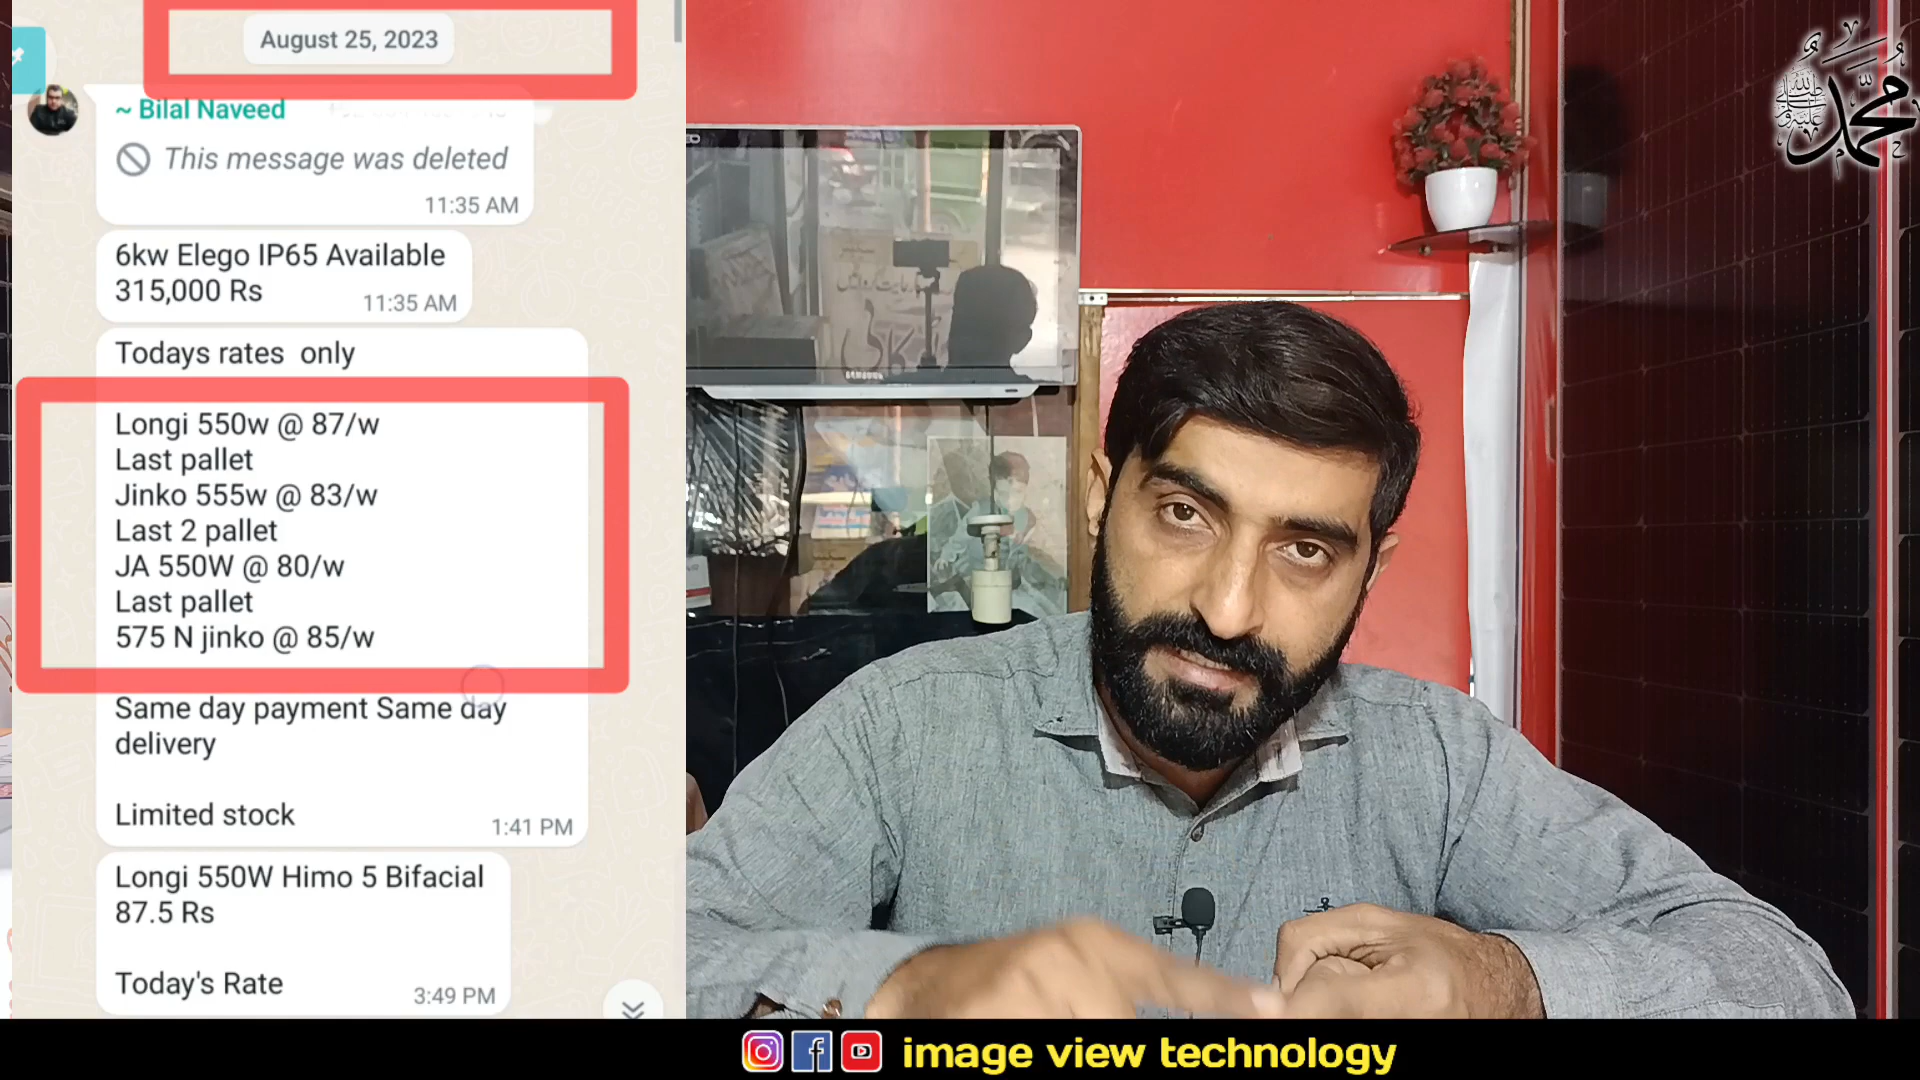 August 25, 2023
~ Bilal Naveed
This message was deleted
11:35 AM
6kw Elego IP65 Available
315,000 Rs
11:35 AM
Todays rates only
Longi 550w @ 87/w
Last pallet
Jinko 555w @ 83/w
Last 2 pallet
JA 550W @ 80/w
Last pallet
575 N jinko @ 85/w
Same day payment Same day
delivery
Limited stock
1:41 PM
Longi 550W Himo 5 Bifacial
87.5 Rs
Today's Rate
3:49 PM
SAMSUNG
محمد
image view technology